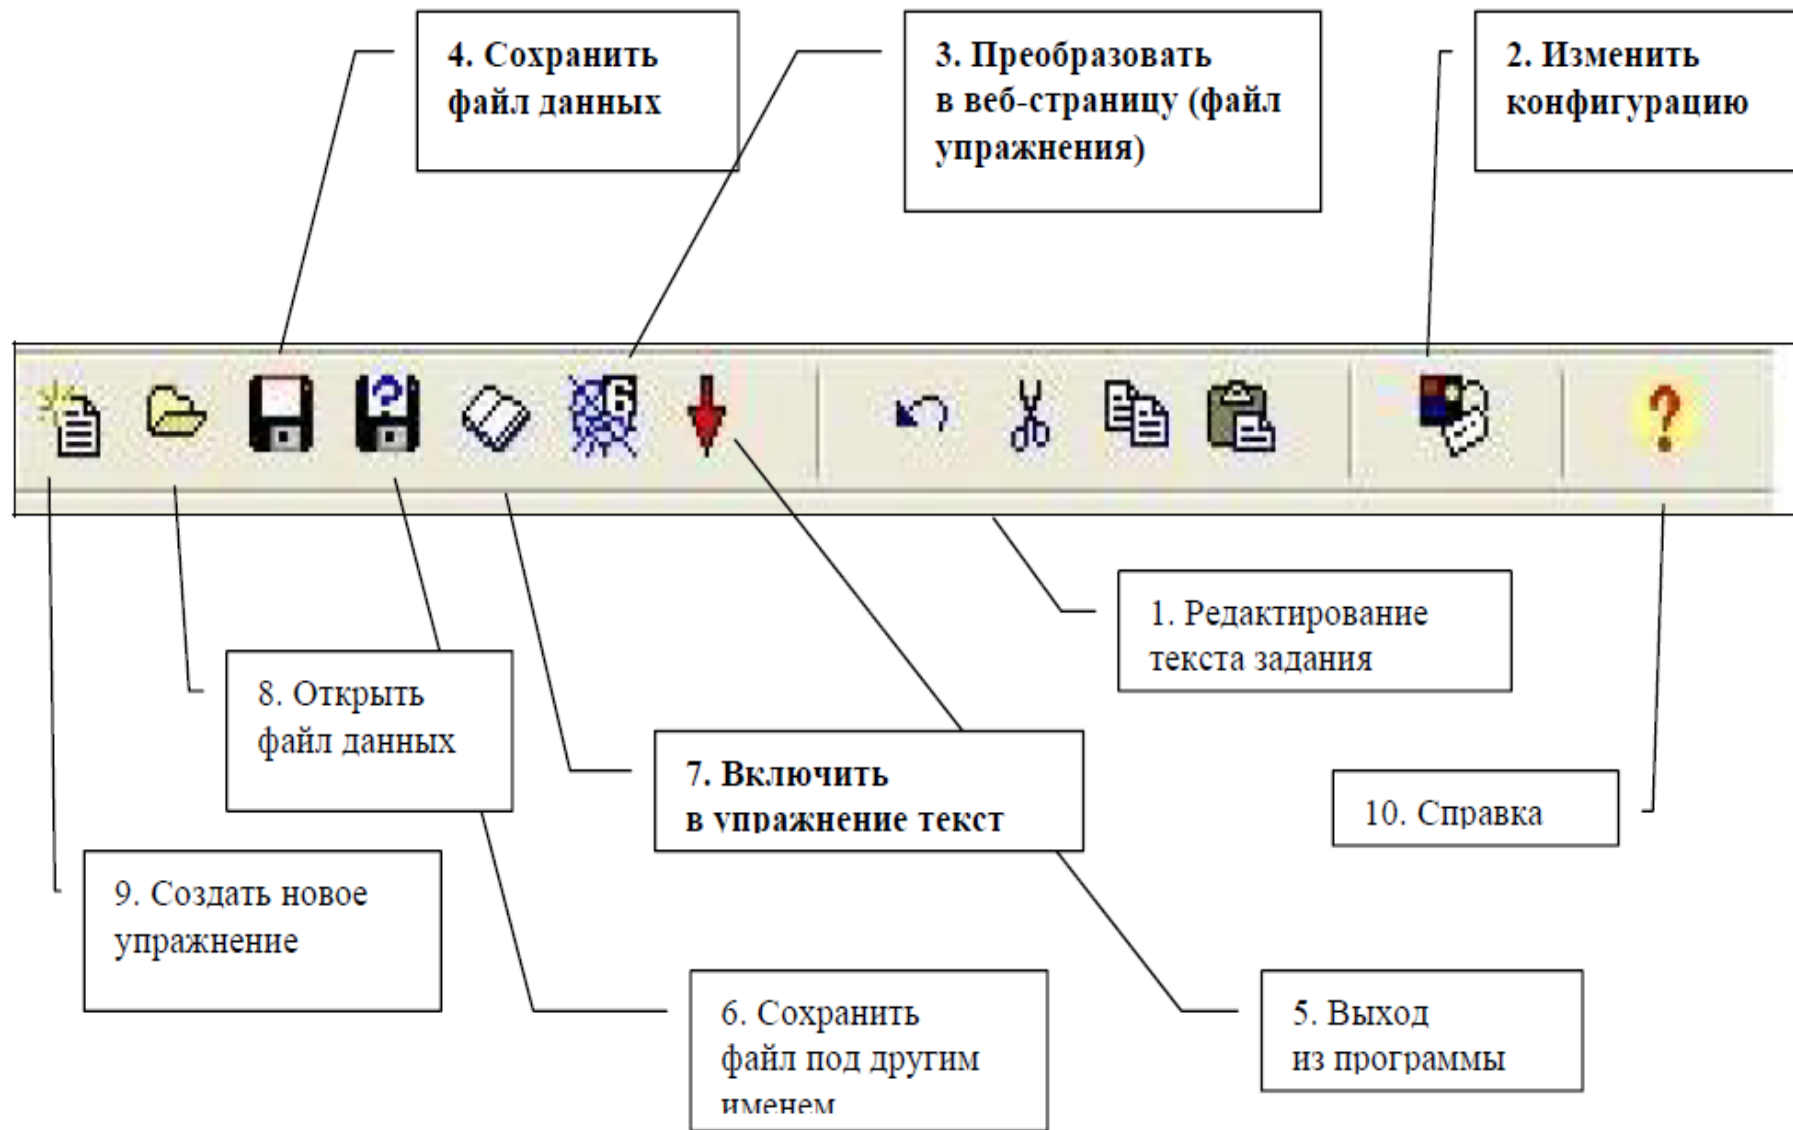 4. Сохранить
файл данных
3. Преобразовать
в веб-страницу (файл
упражнения)
2. Изменить
конфигурацию
6
1. Редактирование
текста задания
8. Открыть
файл данных
7. Включить
в упражнение текст
10. Справка
9. Создать новое
упражнение
6. Сохранить
файл под другим
именем
5. Выход
из программы